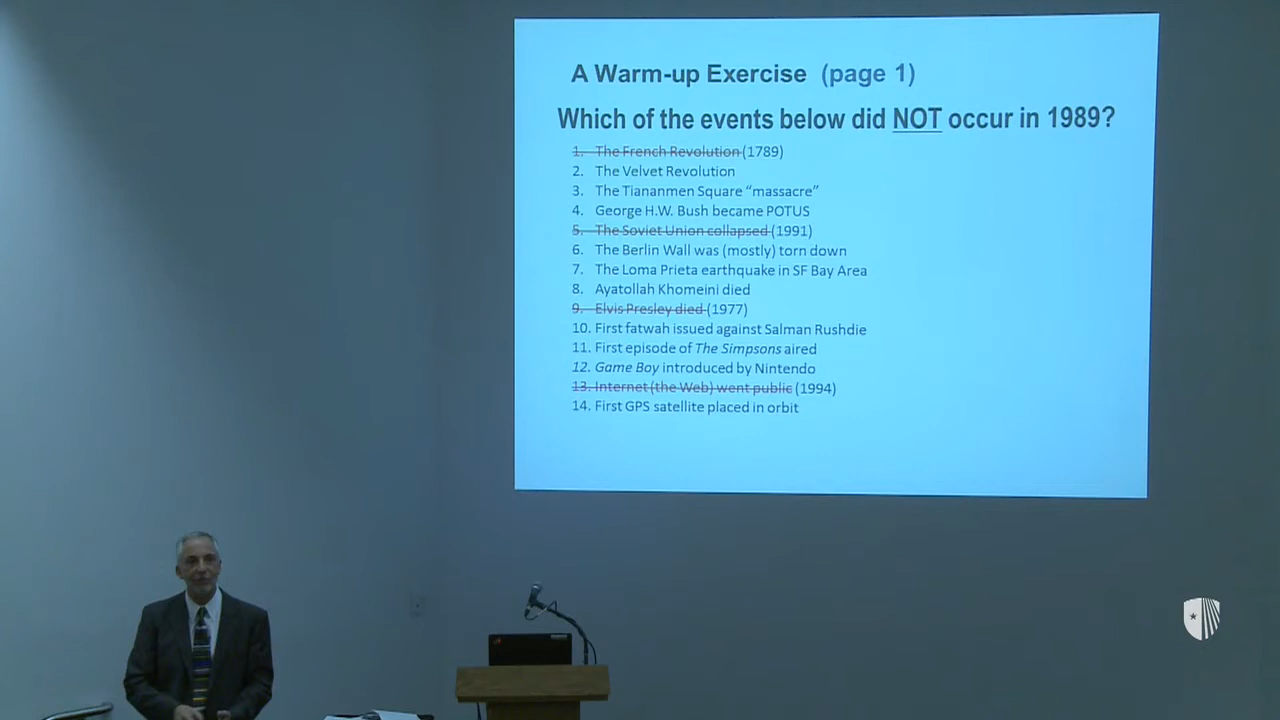 A Warm-up Exercise (page 1)
Which of the events below did NOT occur in 1989?
1. The French Revolution (1789)
2. The Velvet Revolution
3. The Tiananmen Square “massacre”
4. George H.W. Bush became POTUS
5. The Soviet Union collapsed (1991)
6. The Berlin Wall was (mostly) torn down
7. The Loma Prieta earthquake in SF Bay Area
8. Ayatollah Khomeini died
9. Elvis Presley died (1977)
10. First fatwah issued against Salman Rushdie
11. First episode of The Simpsons aired
12. Game Boy introduced by Nintendo
13. Internet (the Web) went public (1994)
14. First GPS satellite placed in orbit